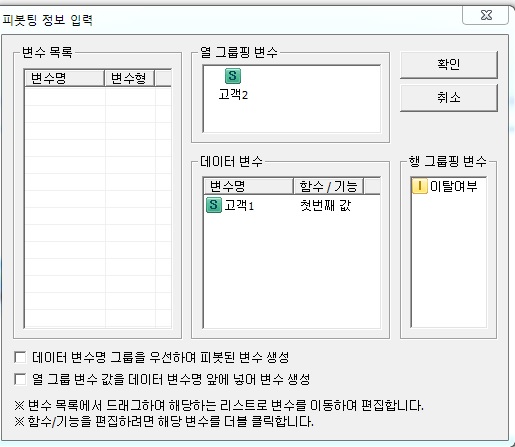 피봇팅 정보 입력
변수 목록
변수명 변수형
열 그룹핑 변수
S
고객2
확인
취소
데이터 변수
변수명 함수 / 기능
S 고객1 첫번째 값
행 그룹핑 변수
I 이탈여부
데이터 변수명 그룹을 우선하여 피봇된 변수 생성
열 그룹 변수 값을 데이터 변수명 앞에 넣어 변수 생성
※ 변수 목록에서 드래그하여 해당하는 리스트로 변수를 이동하여 편집합니다.
※ 함수/기능을 편집하려면 해당 변수를 더블 클릭합니다.